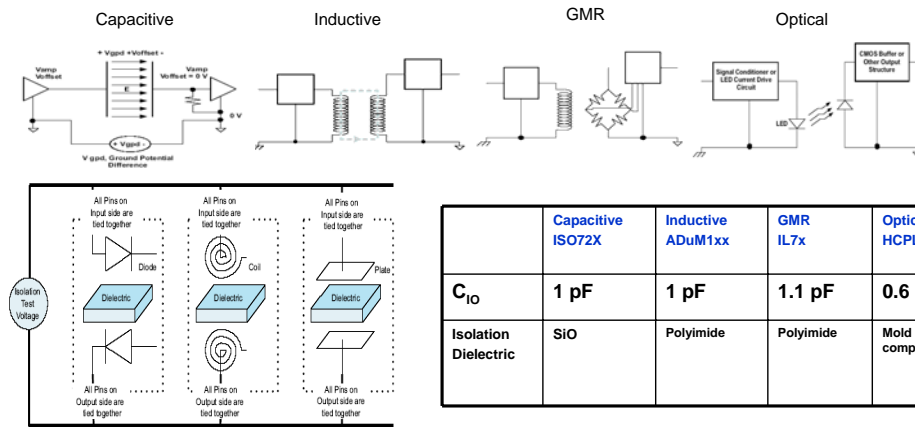 Capacitive
Inductive
GMR
Optical
+ Vgpd +Voffset -
Vamp
Voffset
E
Vamp
Voffset = 0 V
0 V
+ Vgpd -
V gpd, Ground Potential
Difference
Signal Conditioner or
LED Current Drive
Circuit
LED
CMOS Buffer or
Other Output
Structure
All Pins on
Input side are
tied together
Diode
Dielectric
All Pins on
Output side are
tied together
All Pins on
Input side are
tied together
Coil
Dielectric
All Pins on
Output side are
tied together
All Pins on
Input side are
tied together
Plate
Dielectric
All Pins on
Output side are
tied together
Isolation
Test
Voltage
Capacitive
ISO72X
Inductive
ADuM1xx
GMR
IL7x
C_IO
1 pF
1 pF
1.1 pF
0.6
Isolation
Dielectric
SiO
Polyimide
Polyimide
Mold